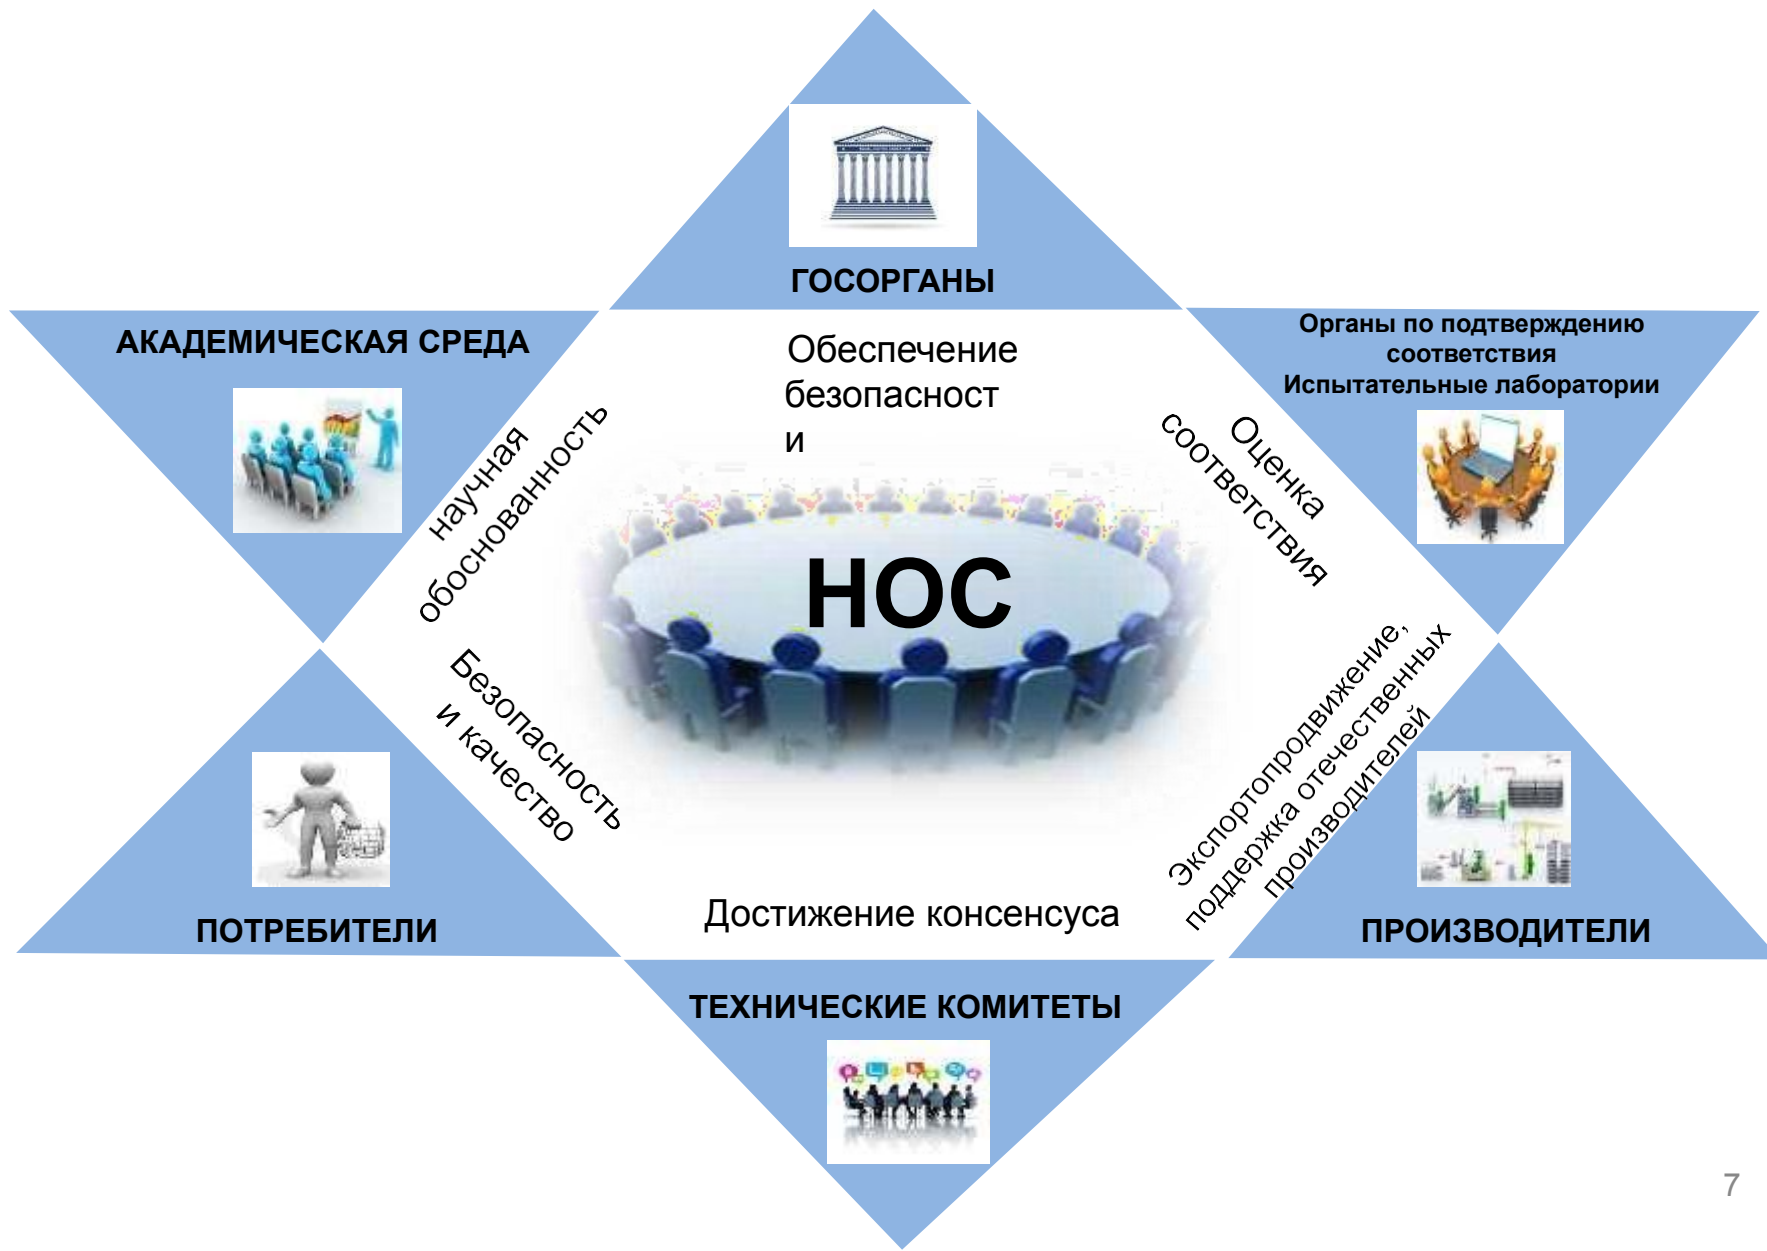 ГОСОРГАНЫ
АКАДЕМИЧЕСКАЯ СРЕДА
Органы по подтверждению
соответствия
Испытательные лаборатории
Обеспечение
безопасност
и
научная
обоснованность
Оценка
соответствия
НОС
Безопасность
и качество
Экспортопродвижение,
поддержка отечественных
производителей
Достижение консенсуса
ПОТРЕБИТЕЛИ
ПРОИЗВОДИТЕЛИ
ТЕХНИЧЕСКИЕ КОМИТЕТЫ
7